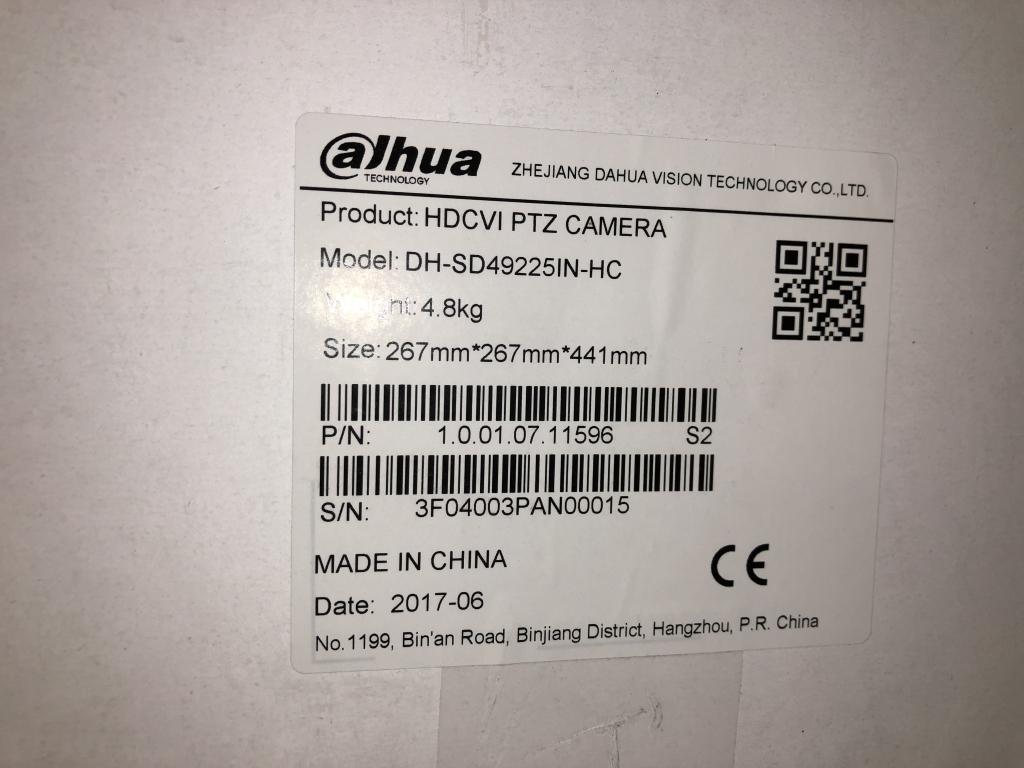 alhua
TECHNOLOGY
ZHEJIANG DAHUA VISION TECHNOLOGY CO.,LTD.
Product: HDCVI PTZ CAMERA
Model: DH-SD49225IN-HC
Weight: 4.8kg
Size: 267mm*267mm*441mm
P/N: 1.0.01.07.11596 S2
S/N: 3F04003PAN00015
MADE IN CHINA
CE
Date: 2017-06
No.1199, Bin'an Road, Binjiang District, Hangzhou, P.R. China